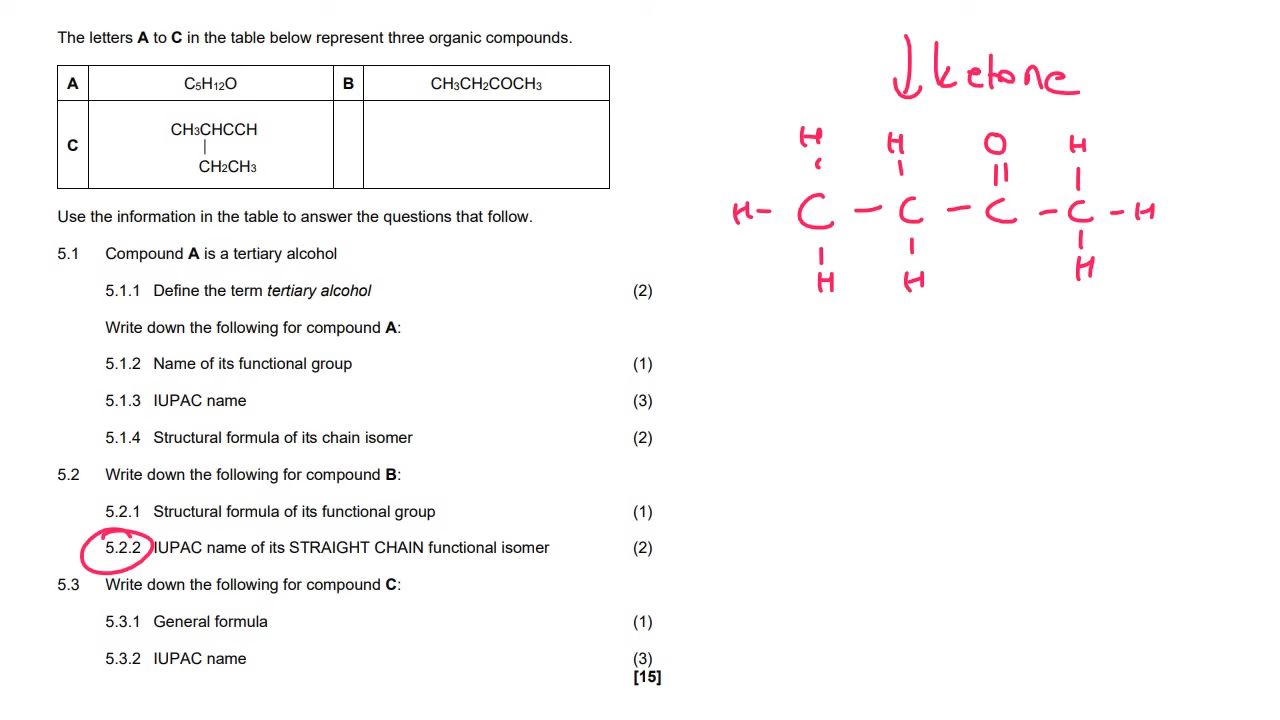 The letters A to C in the table below represent three organic compounds.
A C₅H₁₂O B CH₃CH₂COCH₃
C
CH₃CHCCH
|
CH₂CH₃
Use the information in the table to answer the questions that follow.
5.1 Compound A is a tertiary alcohol
5.1.1 Define the term tertiary alcohol (2)
Write down the following for compound A:
5.1.2 Name of its functional group (1)
5.1.3 IUPAC name (3)
5.1.4 Structural formula of its chain isomer (2)
5.2 Write down the following for compound B:
5.2.1 Structural formula of its functional group (1)
5.2.2 IUPAC name of its STRAIGHT CHAIN functional isomer (2)
5.3 Write down the following for compound C:
5.3.1 General formula (1)
5.3.2 IUPAC name (3)
[15]
ketone
H H O H
H - C - C - C - C - H
H H H